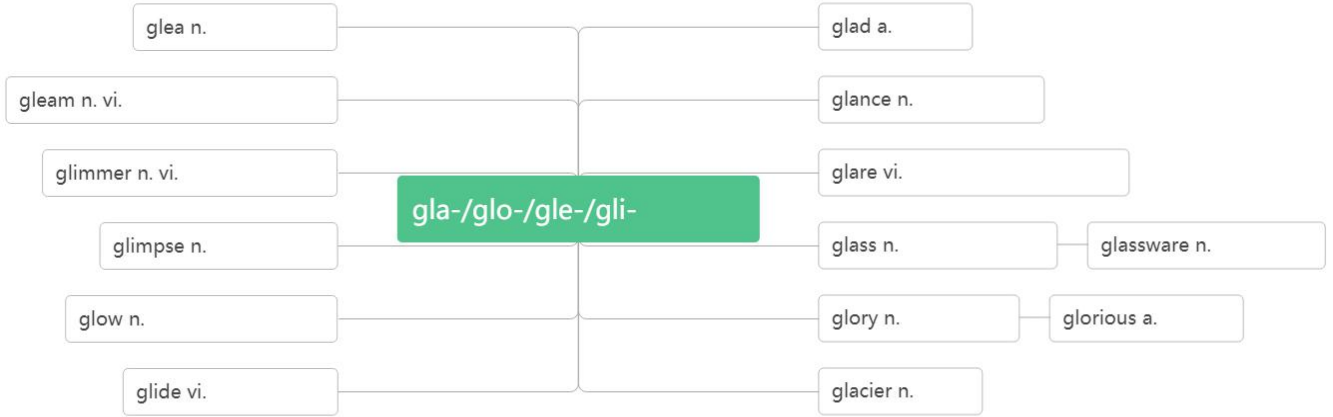 glea n.
glad a.
gleam n. vi.
glance n.
glimmer n. vi.
glare vi.
gla-/glo-/gle-/gli-
glimpse n.
glass n.
glassware n.
glow n.
glory n.
glorious a.
glide vi.
glacier n.